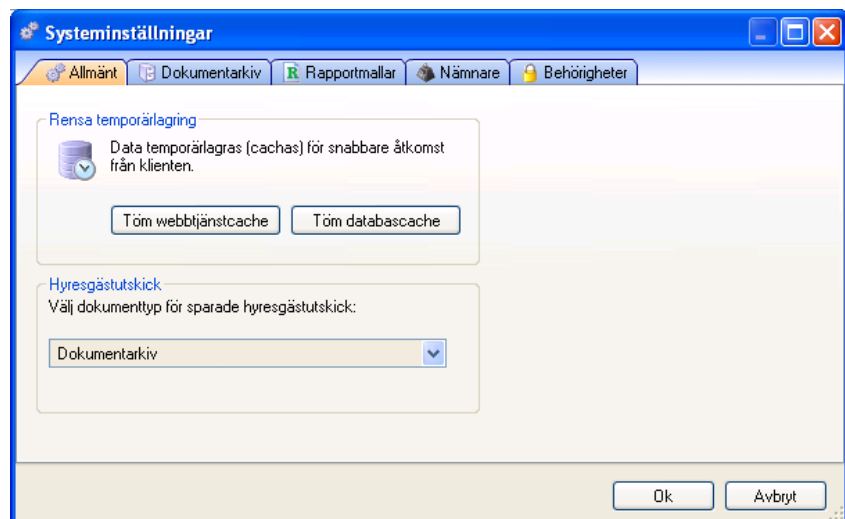 Systeminställningar
Allmänt Dokumentarkiv Rapportmallar Nämnare Behörigheter
Rensa temporärlagring
Data temporärlagras (cachas) för snabbare åtkomst
från klienten.
Töm webbtjänstcache Töm databascache
Hyresgästutskick
Välj dokumenttyp för sparade hyresgästutskick:
Dokumentarkiv
Ok Avbryt